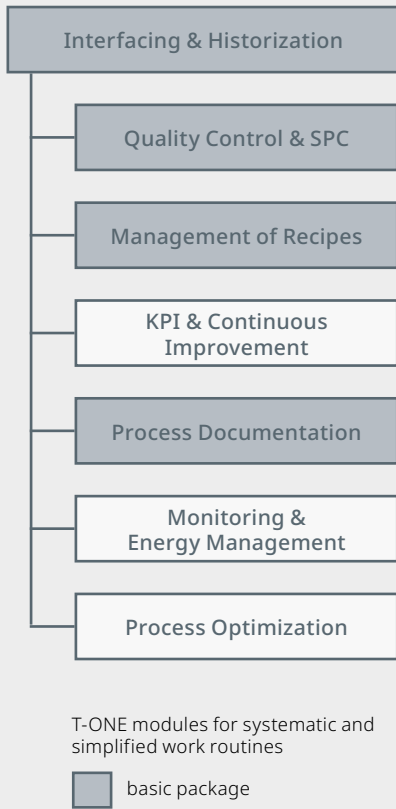 Interfacing & Historization
Quality Control & SPC
Management of Recipes
KPI & Continuous
Improvement
Process Documentation
Monitoring &
Energy Management
Process Optimization
T-ONE modules for systematic and
simplified work routines
basic package